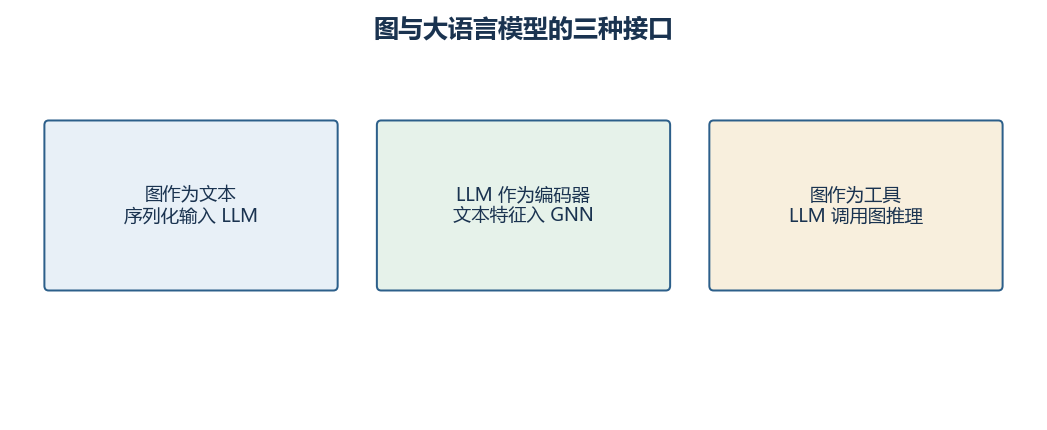 图与大语言模型的三种接口
图作为文本
序列化输入 LLM
LLM 作为编码器
文本特征入 GNN
图作为工具
LLM 调用图推理